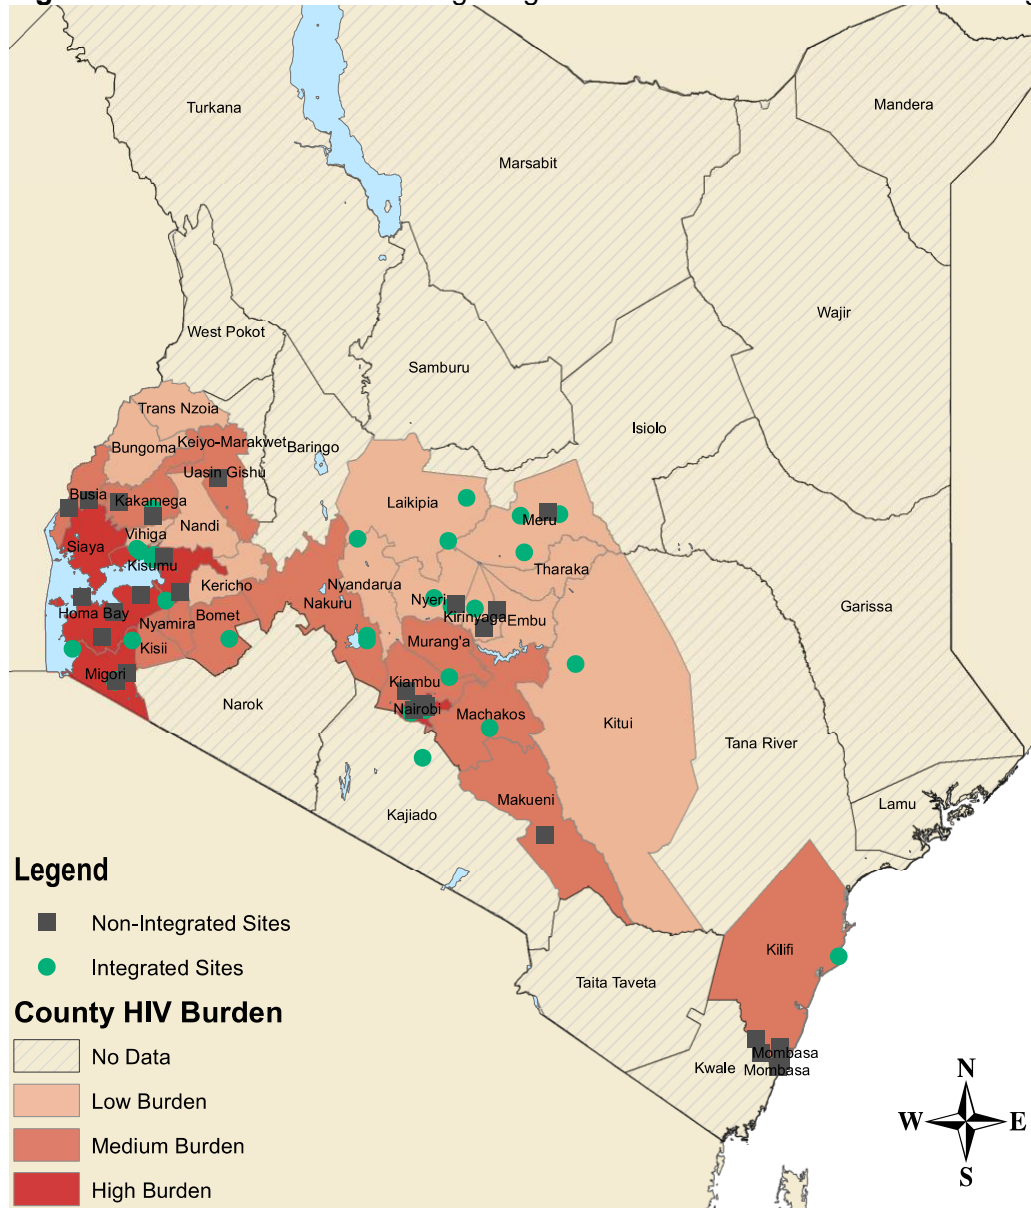 Turkana
Mandera
Marsabit
Wajir
West Pokot
Samburu
Trans Nzoia
Isiolo
Bungoma
Keiyo-Marakwet
Baringo
Uasin Gishu
Laikipia
Busia
Kakamega
Meru
Nandi
Vihiga
Siaya
Kisumu
Tharaka
Kericho
Nyandarua
Nyeri
Nakuru
Garissa
Homa Bay
Bomet
Kirinyaga
Embu
Nyamira
Murang'a
Kisii
Migori
Kiambu
Narok
Nairobi
Machakos
Kitui
Tana River
Makueni
Lamu
Kajiado
Legend
Non-Integrated Sites
Integrated Sites
Kilifi
Taita Taveta
County HIV Burden
No Data
Mombasa
Kwale
Mombasa
Low Burden
Medium Burden
High Burden
N
W
E
S